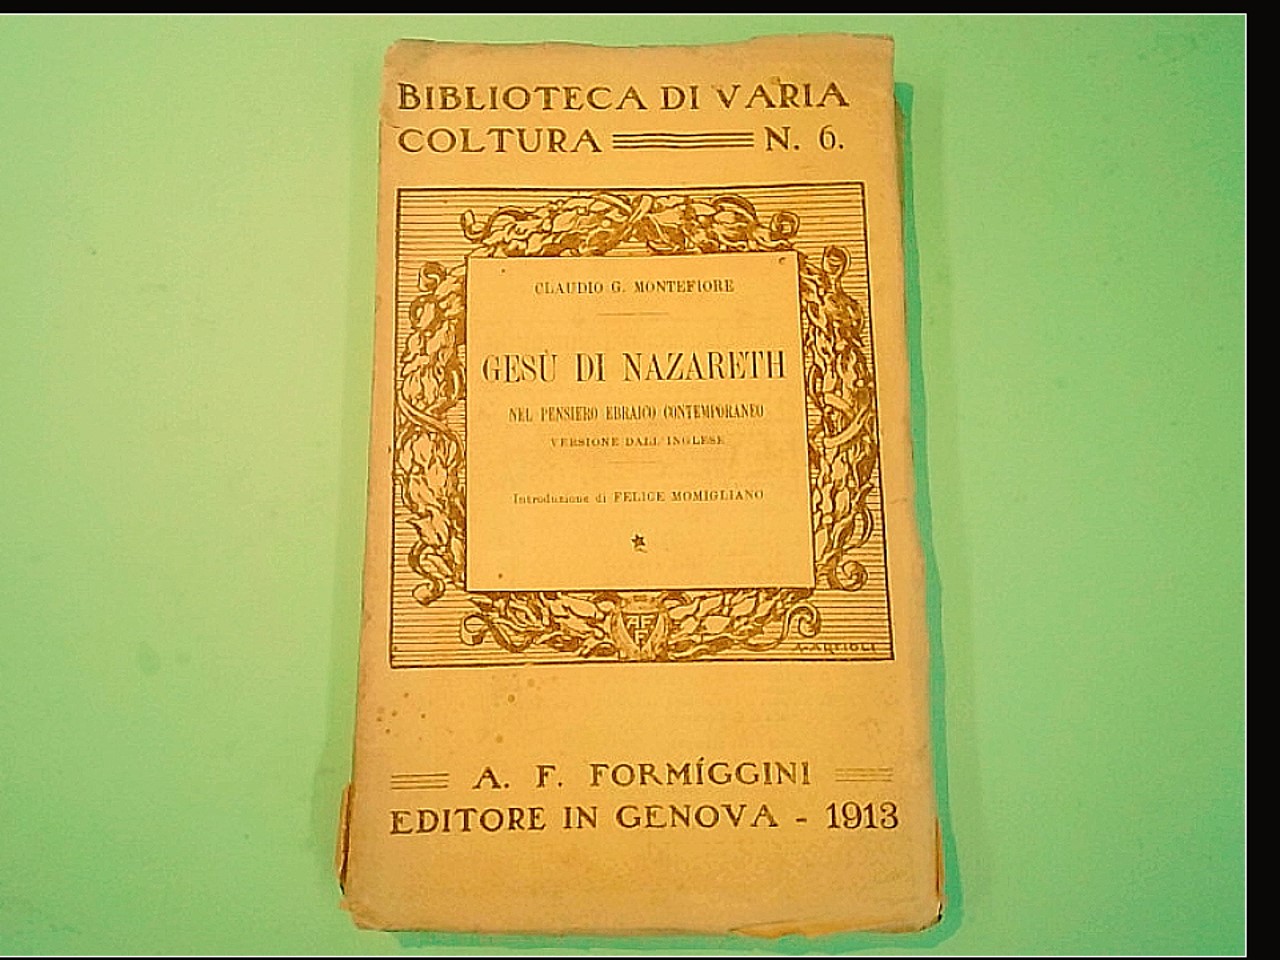 BIBLIOTECA DI VARIA
COLTURA N. 6.
CLAUDIO G. MONTEFIORE
GESÙ DI NAZARETH
NEL PENSIERO EBRAICO CONTEMPORANEO
VERSIONE DALL'INGLESE
Introduzione di FELICE MOMIGLIANO
AFF
A. F. FORMÍGGINI
EDITORE IN GENOVA - 1913